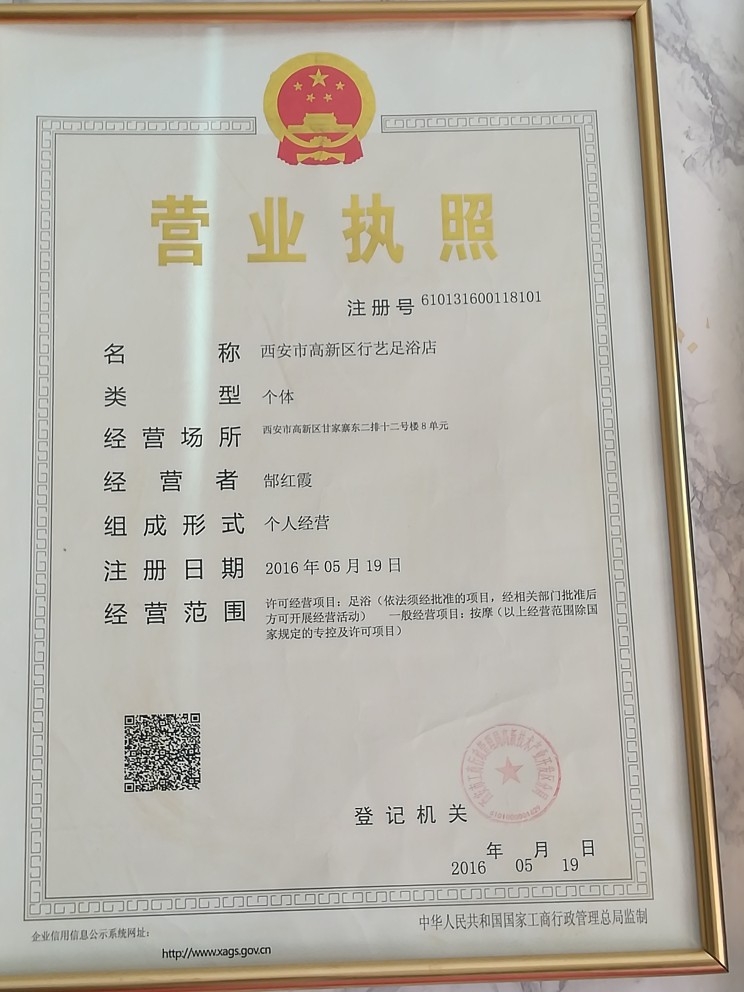 营业执照
注册号 610131600118101
名称 西安市高新区行艺足浴店
类型 个体
经营场所 西安市高新区甘家寨东二排十二号楼8单元
经营者 郜红霞
组成形式 个人经营
注册日期 2016年05月19日
经营范围 许可经营项目：足浴（依法须经批准的项目，经相关部门批准后
方可开展经营活动） 一般经营项目：按摩（以上经营范围除国
家规定的专控及许可项目）
登记机关
2016年05月19日
企业信用信息公示系统网址：
http://www.xags.gov.cn
中华人民共和国国家工商行政管理总局监制